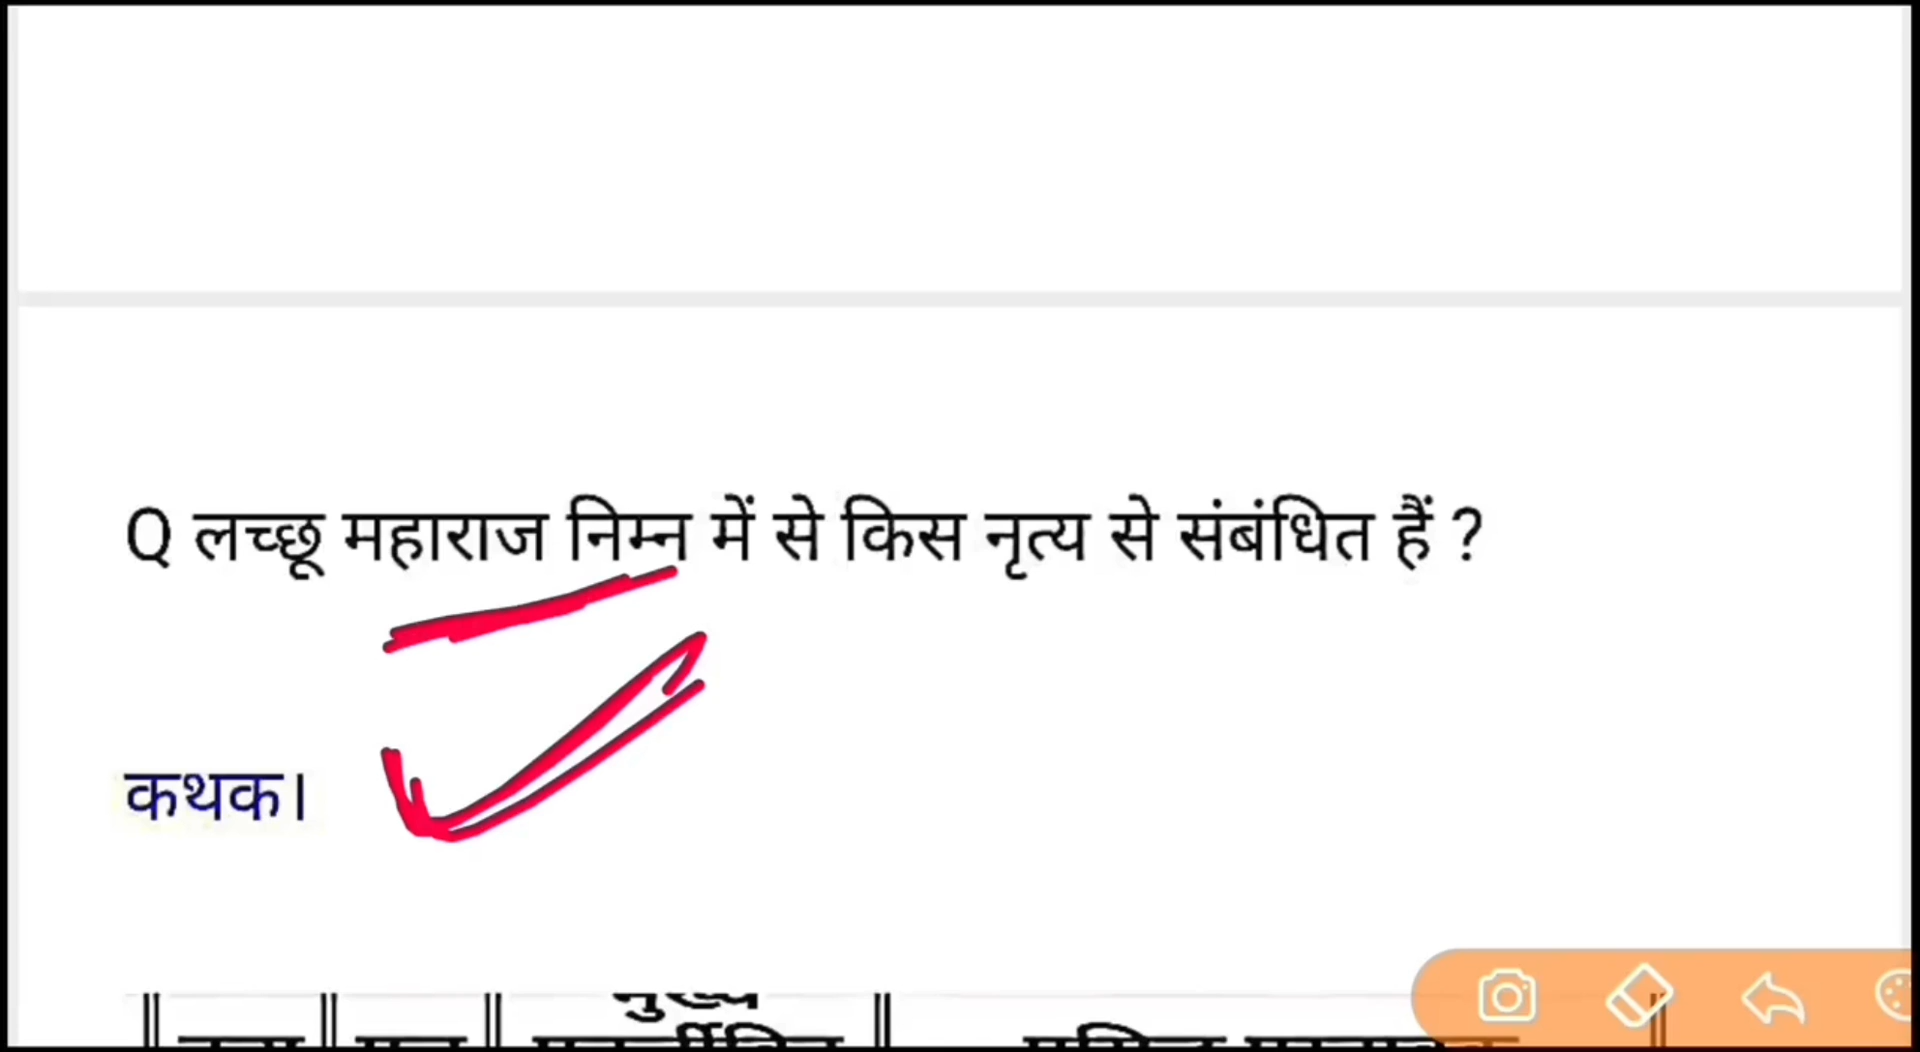 Q लच्छू महाराज निम्न में से किस नृत्य से संबंधित हैं ?
कथक।
मुख्य